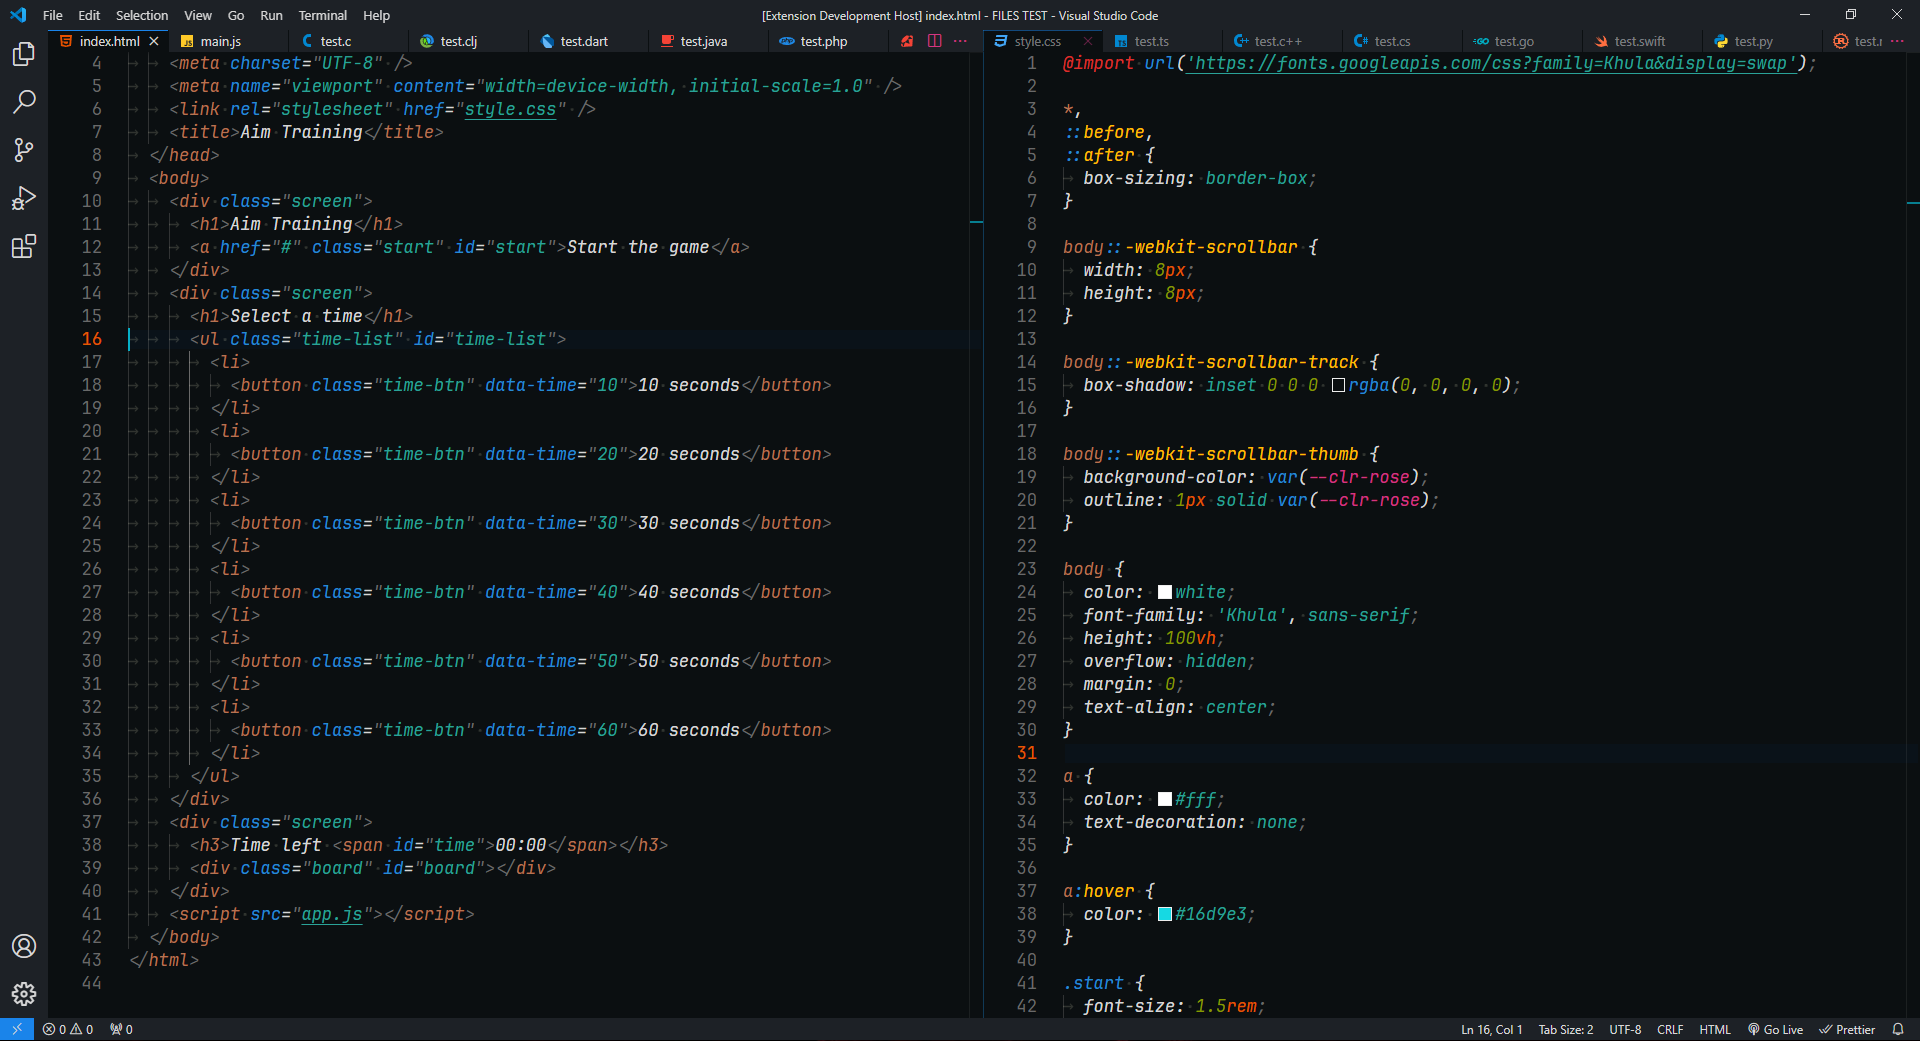 File Edit Selection View Go Run Terminal Help
[Extension Development Host] index.html - FILES TEST - Visual Studio Code
index.html main.js test.c test.clj test.dart test.java test.php
4 <meta charset="UTF-8" />
5 <meta name="viewport" content="width=device-width, initial-scale=1.0" />
6 <link rel="stylesheet" href="style.css" />
7 <title>Aim Training</title>
8 </head>
9 <body>
10 <div class="screen">
11 <h1>Aim Training</h1>
12 <a href="#" class="start" id="start">Start the game</a>
13 </div>
14 <div class="screen">
15 <h1>Select a time</h1>
16 <ul class="time-list" id="time-list">
17 <li>
18 <button class="time-btn" data-time="10">10 seconds</button>
19 </li>
20 <li>
21 <button class="time-btn" data-time="20">20 seconds</button>
22 </li>
23 <li>
24 <button class="time-btn" data-time="30">30 seconds</button>
25 </li>
26 <li>
27 <button class="time-btn" data-time="40">40 seconds</button>
28 </li>
29 <li>
30 <button class="time-btn" data-time="50">50 seconds</button>
31 </li>
32 <li>
33 <button class="time-btn" data-time="60">60 seconds</button>
34 </li>
35 </ul>
36 </div>
37 <div class="screen">
38 <h3>Time left <span id="time">00:00</span></h3>
39 <div class="board" id="board"></div>
40 </div>
41 <script src="app.js"></script>
42 </body>
43 </html>
44
style.css test.ts test.c++ test.cs test.go test.swift test.py test.r
1 @import url('https://fonts.googleapis.com/css?family=Khula&display=swap');
2
3 *,
4 ::before,
5 ::after {
6 box-sizing: border-box;
7 }
8
9 body::-webkit-scrollbar {
10 width: 8px;
11 height: 8px;
12 }
13
14 body::-webkit-scrollbar-track {
15 box-shadow: inset 0 0 0 rgba(0, 0, 0, 0);
16 }
17
18 body::-webkit-scrollbar-thumb {
19 background-color: var(--clr-rose);
20 outline: 1px solid var(--clr-rose);
21 }
22
23 body {
24 color: white;
25 font-family: 'Khula', sans-serif;
26 height: 100vh;
27 overflow: hidden;
28 margin: 0;
29 text-align: center;
30 }
31
32 a {
33 color: #fff;
34 text-decoration: none;
35 }
36
37 a:hover {
38 color: #16d9e3;
39 }
40
41 .start {
42 font-size: 1.5rem;
0 0 0
Ln 16, Col 1 Tab Size: 2 UTF-8 CRLF HTML Go Live Prettier